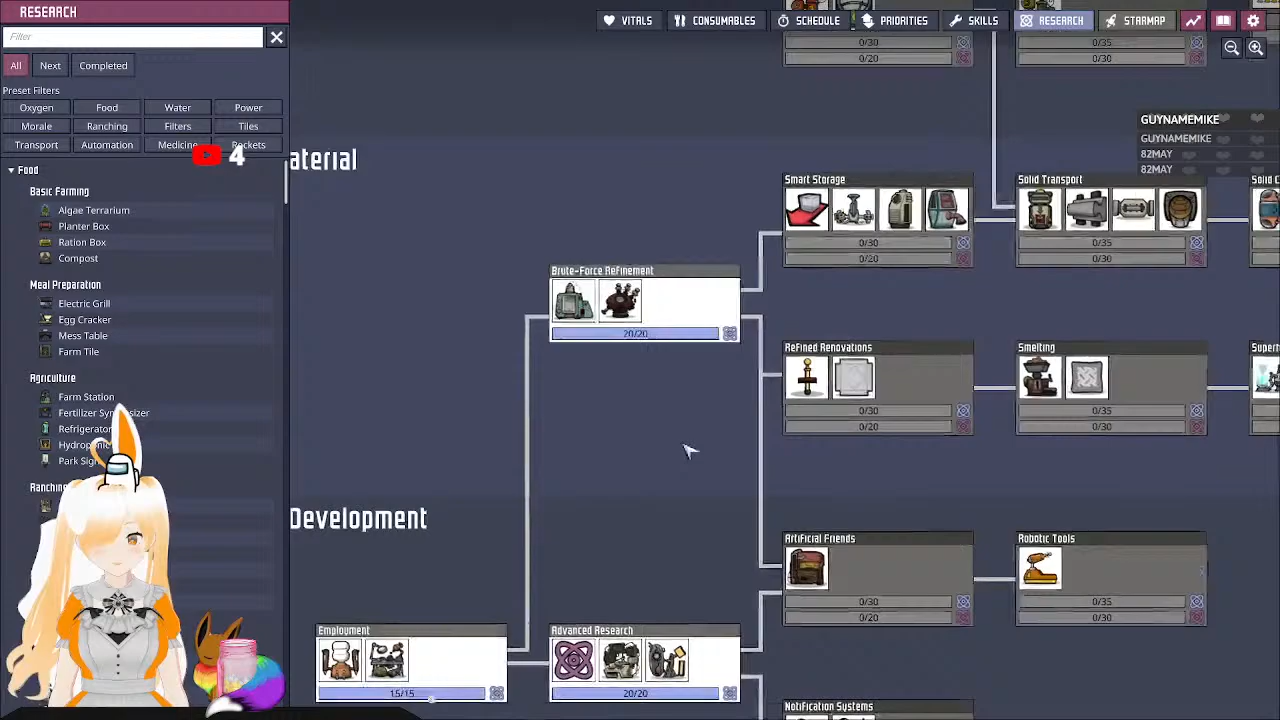 RESEARCH
VITALS
CONSUMABLES
SCHEDULE
PRIORITIES
SKILLS
RESEARCH
STARMAP
Filter
All
Next
Completed
Preset Filters
Oxygen
Food
Water
Power
Morale
Ranching
Filters
Tiles
Transport
Automation
Medicine
Rockets
4
Food
Basic Farming
Algae Terrarium
Planter Box
Ration Box
Compost
Meal Preparation
Electric Grill
Egg Cracker
Mess Table
Farm Tile
Agriculture
Farm Station
Fertilizer
Refrigerator
Park Sign
0/30
0/20
0/35
0/30
GUYNAMEMIKE
GUYNAMEMIKE
82MAY
82MAY
aterial
Smart Storage
0/30
0/20
Solid Transport
0/35
0/30
Brute-Force Refinement
20/20
Refined Renovations
0/30
0/20
Smelting
0/35
0/30
Development
Artificial Friends
0/30
0/20
Robotic Tools
0/35
0/30
Employment
15/15
Advanced Research
20/20
Notification Systems